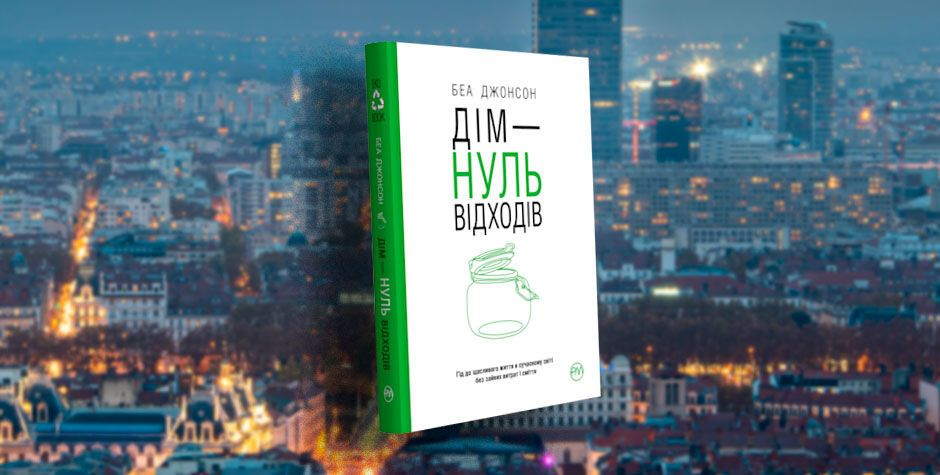 БЕА ДЖОНСОН
ДІМ —
НУЛЬ
ВІДХОДІВ
Гід до щасливого життя в сучасному світі
без зайвих витрат і сміття
БЕА ДЖОНСОН ДІМ — НУЛЬ ВІДХОДІВ